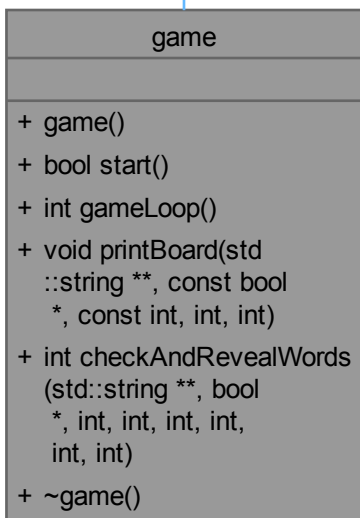 game
+ game()
+ bool start()
+ int gameLoop()
+ void printBoard(std
::string **, const bool
*, const int, int, int)
+ int checkAndRevealWords
(std::string **, bool
*, int, int, int, int,
int, int)
+ ~game()